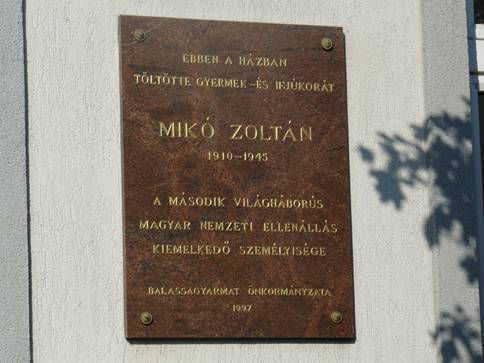 EBBEN A HÁZBAN
TÖLTÖTTE GYERMEK-ÉS IFJÚKORÁT
MIKÓ ZOLTÁN
1910-1945
A MÁSODIK VILÁGHÁBORÚS
MAGYAR NEMZETI ELLENÁLLÁS
KIEMELKEDŐ SZEMÉLYISÉGE
BALASSAGYARMAT ÖNKORMÁNYZATA
1997